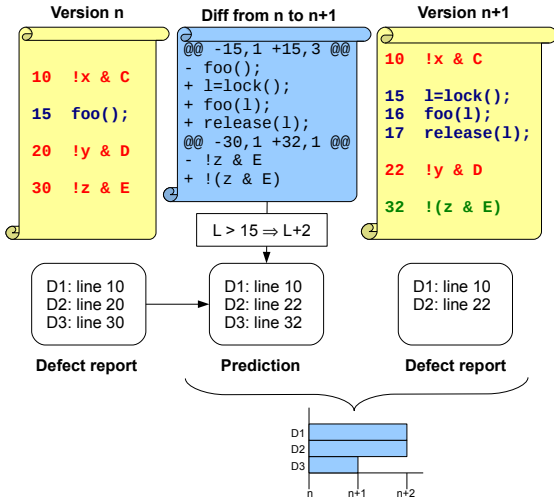 Version n
Diff from n to n+1
Version n+1
10 !x & C
15 foo();
20 !y & D
30 !z & E
@@ -15,1 +15,3 @@
- foo();
+ l=lock();
+ foo(l);
+ release(l);
@@ -30,1 +32,1 @@
- !z & E
+ !(z & E)
10 !x & C
15 l=lock();
16 foo(l);
17 release(l);
22 !y & D
32 !(z & E)
L > 15 ⇒ L+2
D1: line 10
D2: line 20
D3: line 30
D1: line 10
D2: line 22
D3: line 32
D1: line 10
D2: line 22
Defect report
Prediction
Defect report
D1
D2
D3
n
n+1
n+2